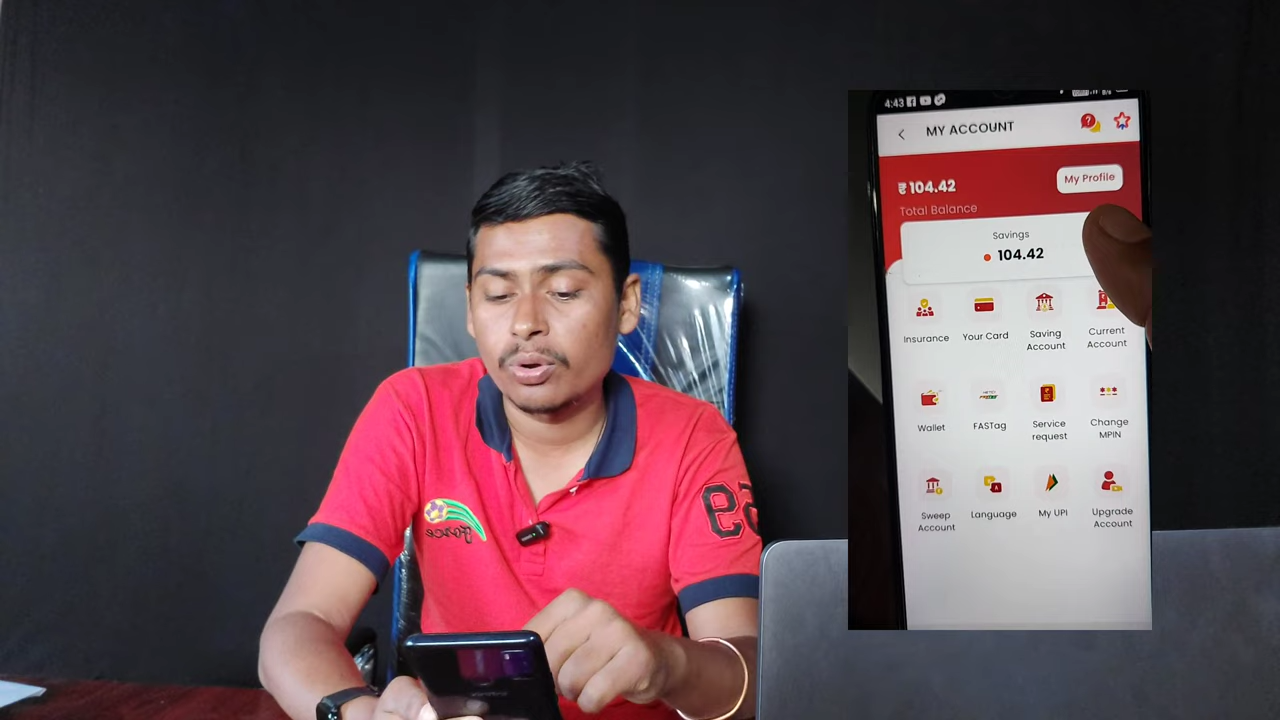 4:43
MY ACCOUNT
₹104.42
My Profile
Total Balance
Savings
104.42
Insurance
Your Card
Saving
Account
Current
Account
Wallet
FASTag
Service
request
Change
MPIN
Sweep
Account
Language
My UPI
Upgrade
Account
Force